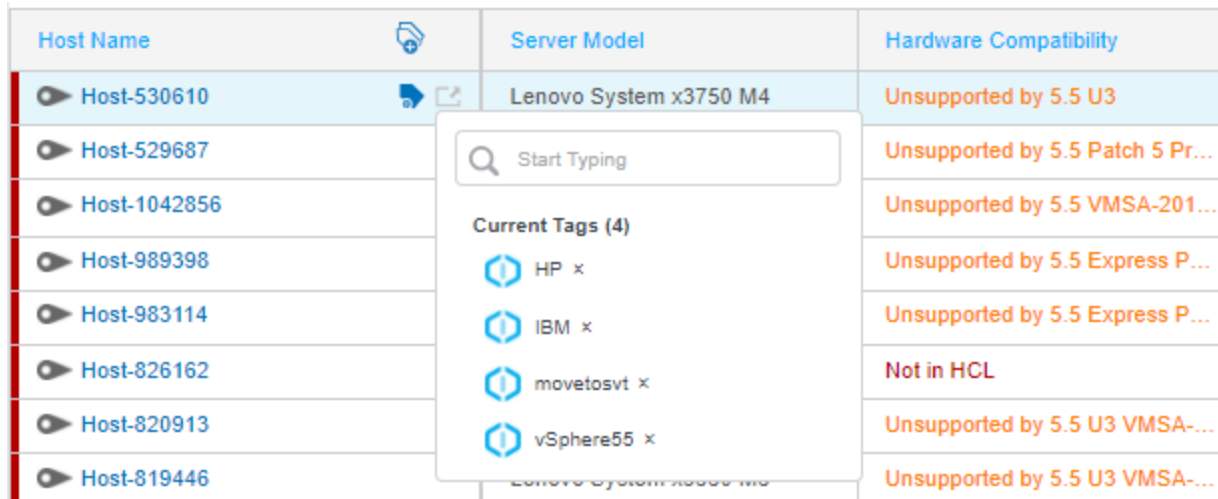 Host Name Server Model Hardware Compatibility
Host-530610 Lenovo System x3750 M4 Unsupported by 5.5 U3
Host-529687 Start Typing Unsupported by 5.5 Patch 5 Pr...
Host-1042856 Unsupported by 5.5 VMSA-201...
Current Tags (4)
Host-989398 HP × Unsupported by 5.5 Express P...
Host-983114 IBM × Unsupported by 5.5 Express P...
Host-826162 movetosvt × Not in HCL
Host-820913 vSphere55 × Unsupported by 5.5 U3 VMSA-...
Host-819446 Unsupported by 5.5 U3 VMSA-...